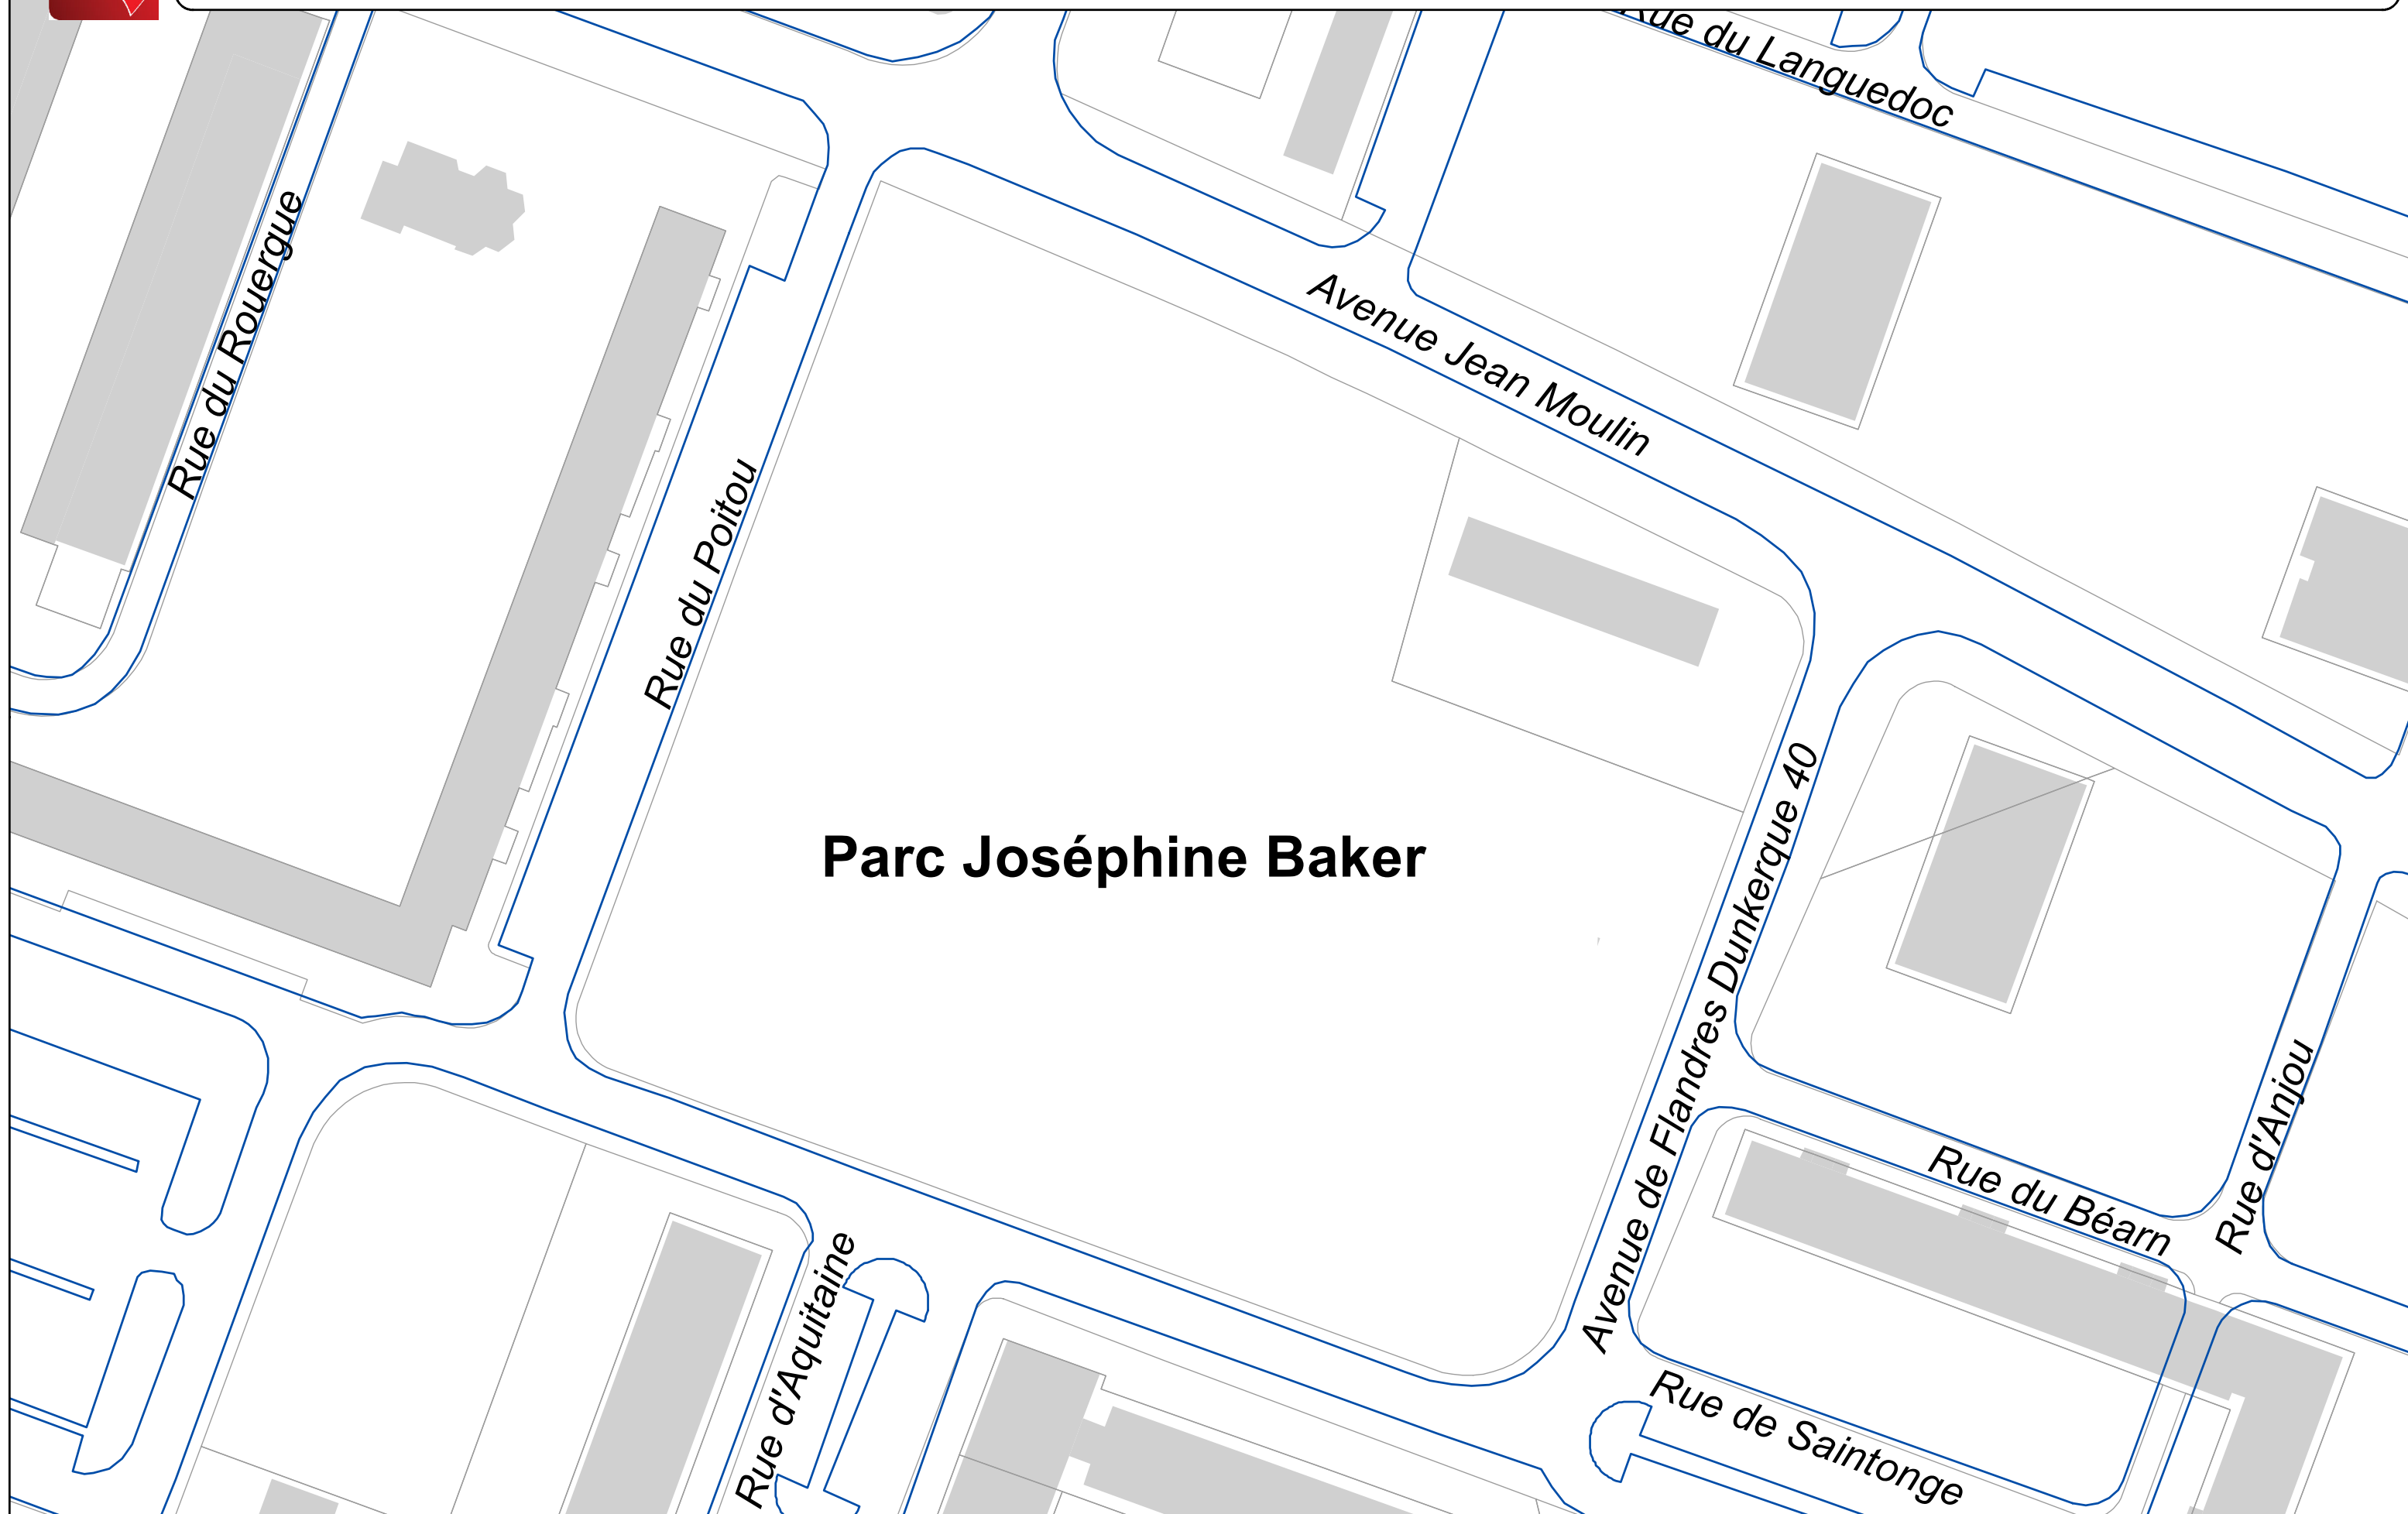 Rue du Languedoc
Rue du Rouergue
Avenue Jean Moulin
Rue du Poitou
Parc Joséphine Baker
Avenue de Flandres Dunkerque 40
Rue d'Anjou
Rue du Béarn
Rue d'Aquitaine
Rue de Saintonge